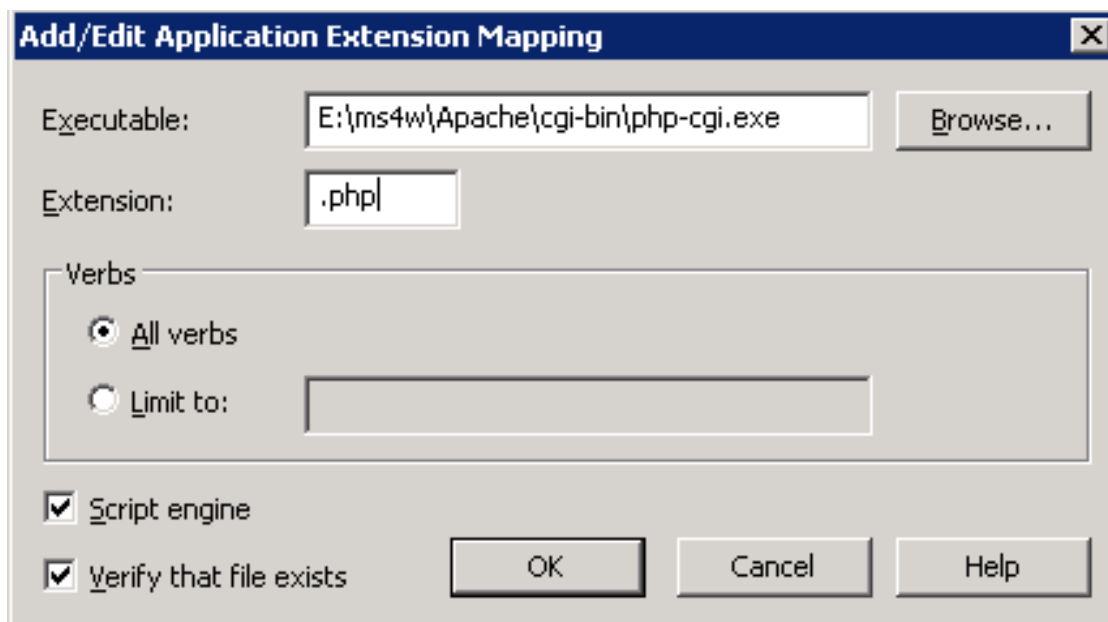 Add/Edit Application Extension Mapping
Executable: E:\ms4w\Apache\cgi-bin\php-cgi.exe Browse...
Extension: .php
Verbs
All verbs
Limit to:
Script engine
Verify that file exists OK Cancel Help